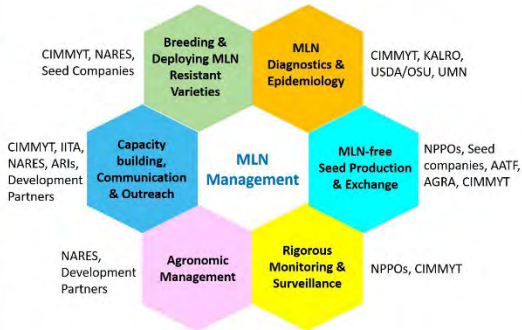 CIMMYT, NARES,
Seed Companies
Breeding &
Deploying MLN
Resistant
Varieties
MLN
Diagnostics &
Epidemiology
CIMMYT, KALRO,
USDA/OSU, UMN
CIMMYT, IITA,
NARES, ARIs,
Development
Partners
Capacity
building,
Communication
& Outreach
MLN
Management
MLN-free
Seed Production
& Exchange
NPPOs, Seed
companies, AATF,
AGRA, CIMMYT
NARES,
Development
Partners
Agronomic
Management
Rigorous
Monitoring &
Surveillance
NPPOs, CIMMYT